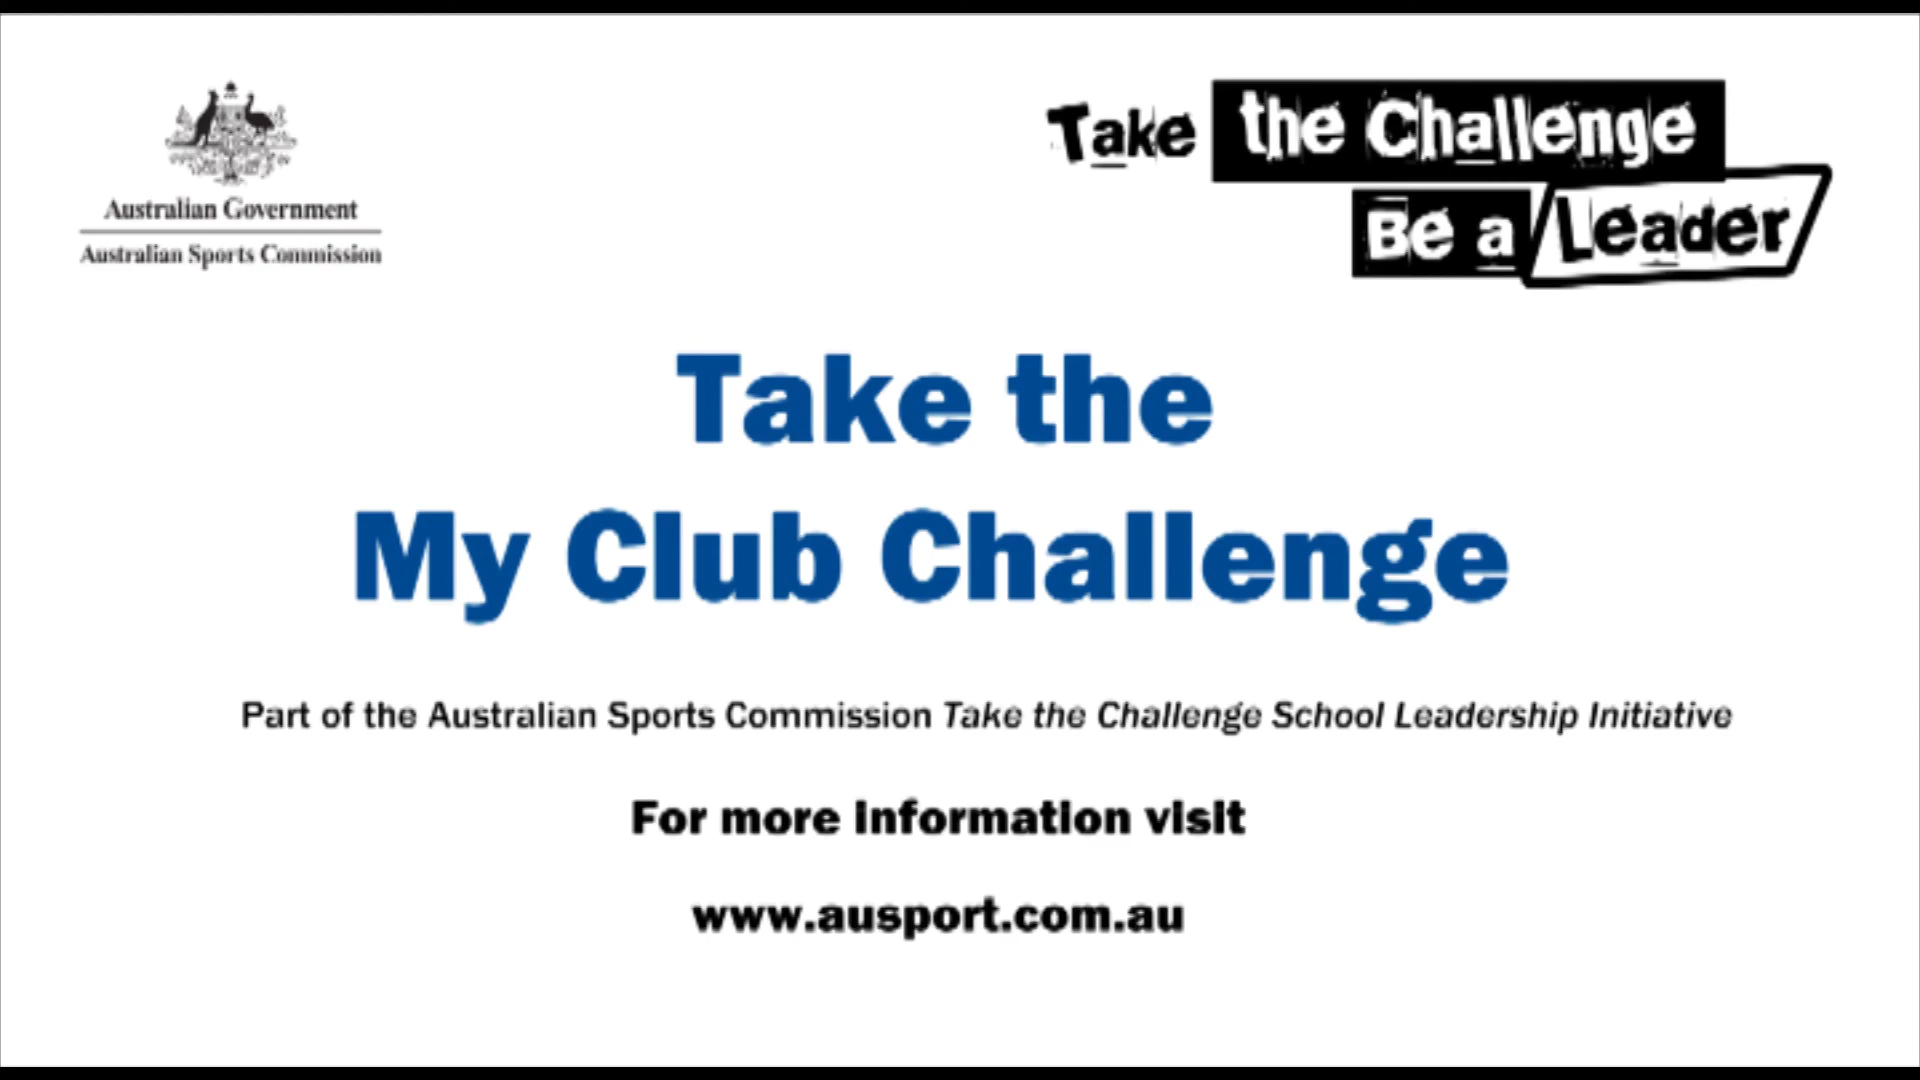 Australian Government
Australian Sports Commission
Take the Challenge
Be a Leader
Take the
My Club Challenge
Part of the Australian Sports Commission Take the Challenge School Leadership Initiative
For more information visit
www.ausport.com.au